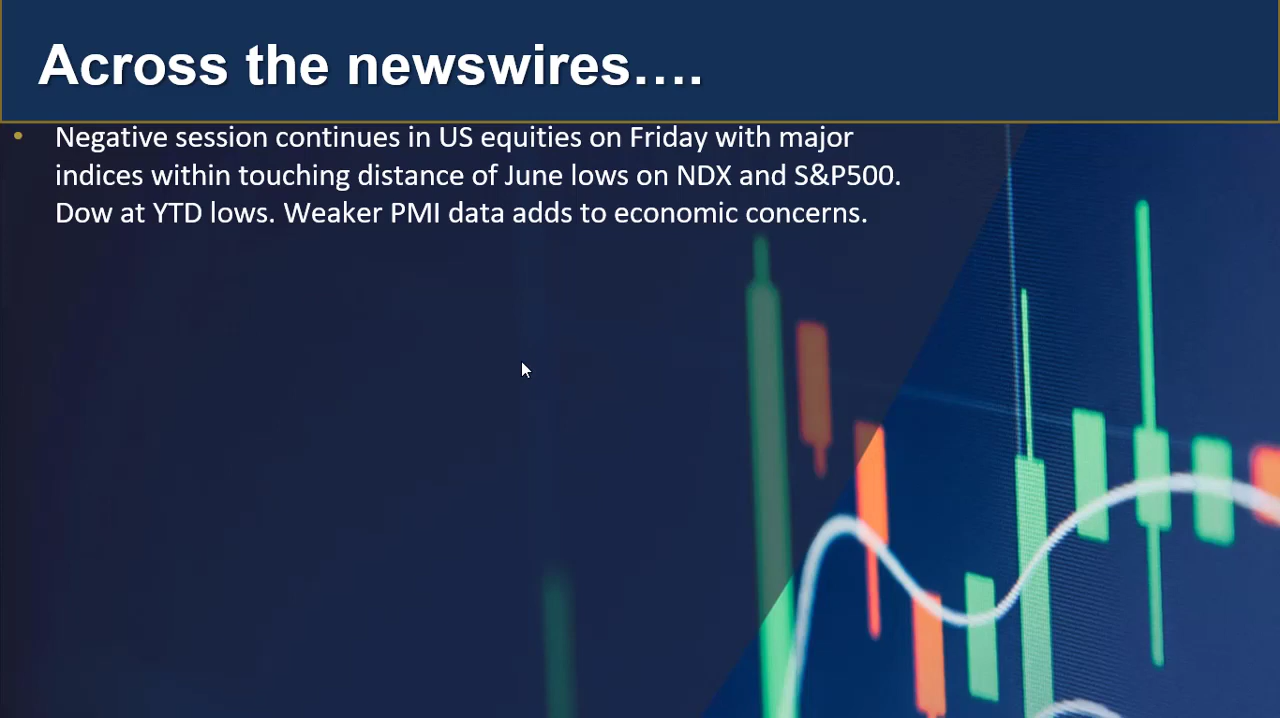 Across the newswires....
• Negative session continues in US equities on Friday with major
indices within touching distance of June lows on NDX and S&P500.
Dow at YTD lows. Weaker PMI data adds to economic concerns.